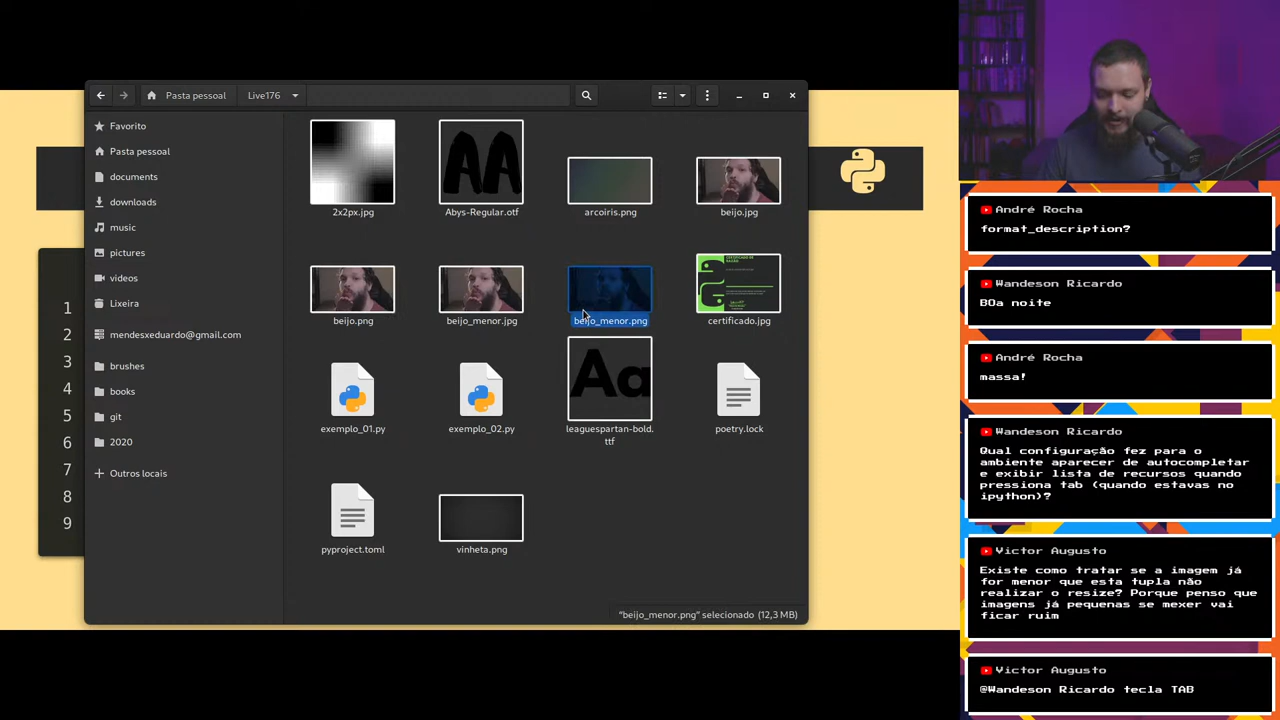 Pasta pessoal
Live176
Favorito
Pasta pessoal
documents
downloads
music
pictures
videos
Lixeira
mendesxeduardo@gmail.com
brushes
books
git
2020
Outros locais
2x2px.jpg
Abys-Regular.otf
arcoiris.png
beijo.jpg
beijo.png
beijo_menor.jpg
beijo_menor.png
certificado.jpg
exemplo_01.py
exemplo_02.py
leaguespartan-bold.
ttf
poetry.lock
pyproject.toml
vinheta.png
"beijo_menor.png" selecionado (12,3 MB)
AA
Aa
1
2
3
4
5
6
7
8
9
André Rocha
format_description?
Wandeson Ricardo
BOa noite
André Rocha
massa!
Wandeson Ricardo
Qual configuração fez para o
ambiente aparecer de autocompletar
e exibir lista de recursos quando
pressiona tab (quando estavas no
ipython)?
Victor Augusto
Existe como tratar se a imagem já
for menor que esta tupla não
realizar o resize? Porque penso que
imagens já pequenas se mexer vai
ficar ruim
Victor Augusto
@Wandeson Ricardo tecla TAB